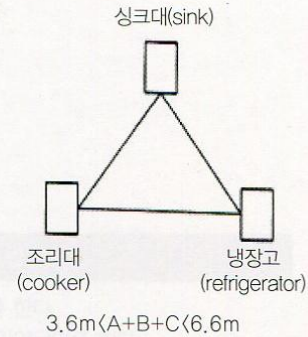 싱크대(sink)
조리대
(cooker)
냉장고
(refrigerator)
3.6m〈A+B+C〈6.6m